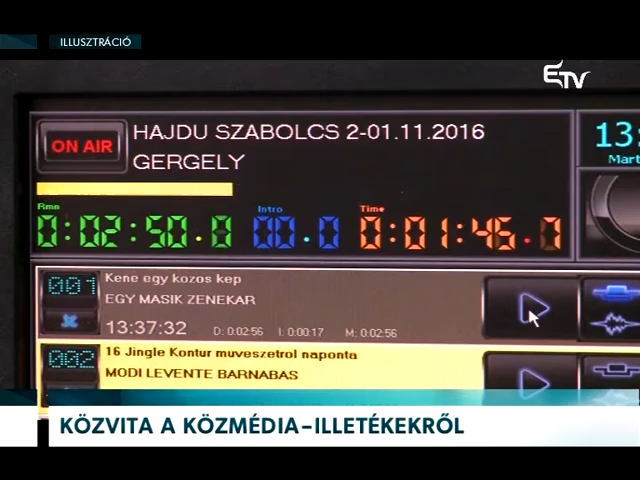 ILLUSZTRÁCIÓ
ETV
ON AIR
HAJDU SZABOLCS 2-01.11.2016
GERGELY
13:
Mart
Rmn
0:02:50.0
Intro
00.0
Time
0:01:45.
001
Kene egy kozos kep
EGY MASIK ZENEKAR
13:37:32 D: 0:02:56 I: 0:00:17 M: 0:02:56
002
16 Jingle Kontur muveszetrol naponta
MODI LEVENTE BARNABAS
KÖZVITA A KÖZMÉDIA-ILLETÉKEKRŐL